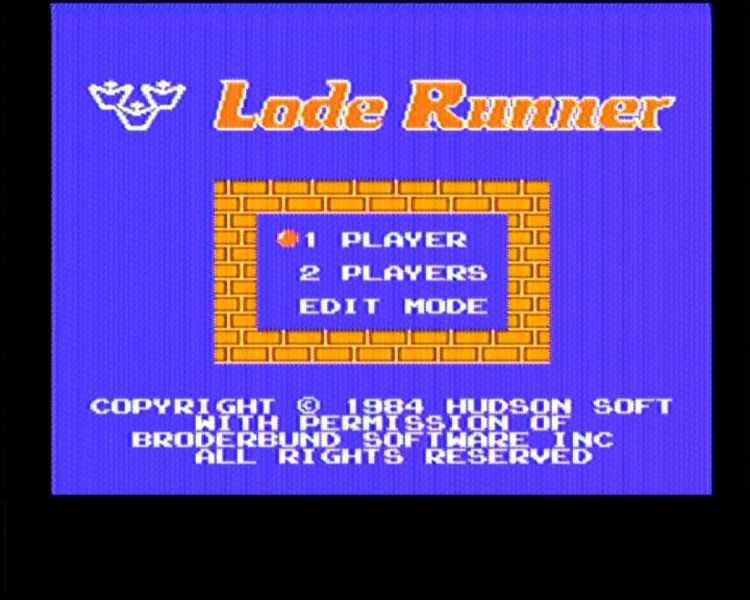 Lode Runner
1 PLAYER
2 PLAYERS
EDIT MODE
COPYRIGHT © 1984 HUDSON SOFT
WITH PERMISSION OF
BRODERBUND SOFTWARE INC
ALL RIGHTS RESERVED